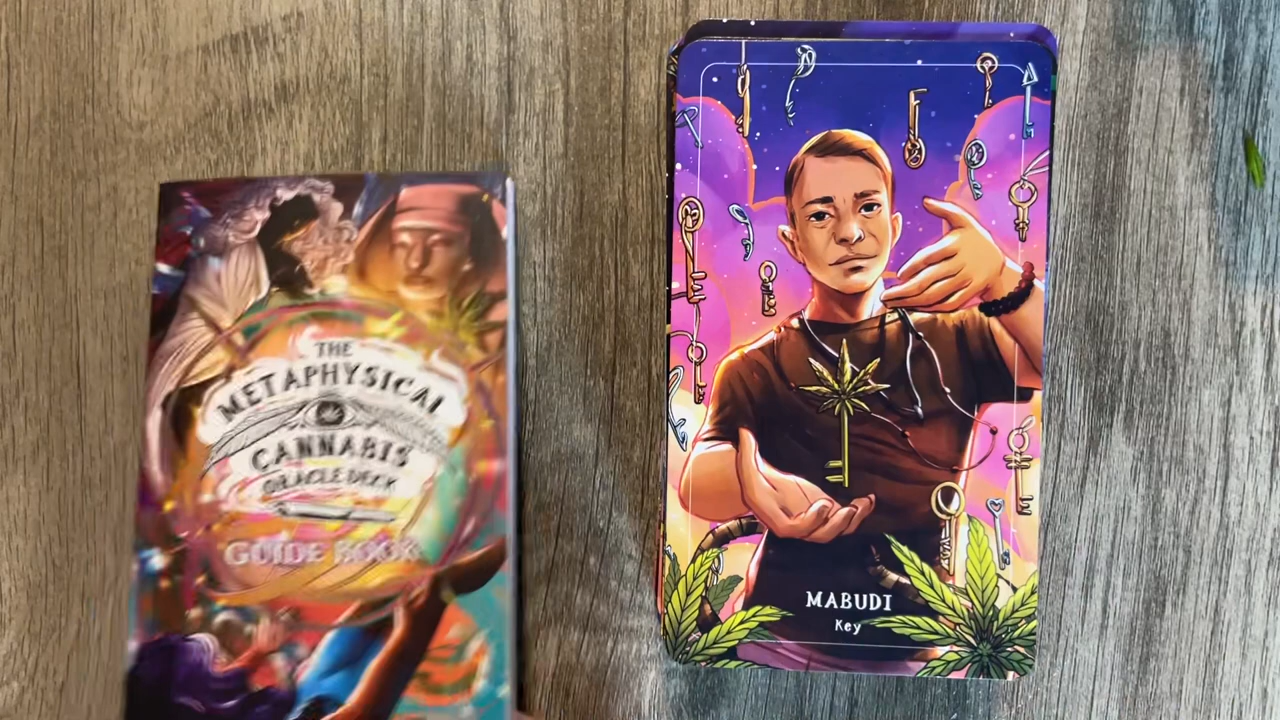 THE
METAPHYSICAL
CANNABIS
ORACLE DECK
GUIDE BOOK
MABUDI
Key